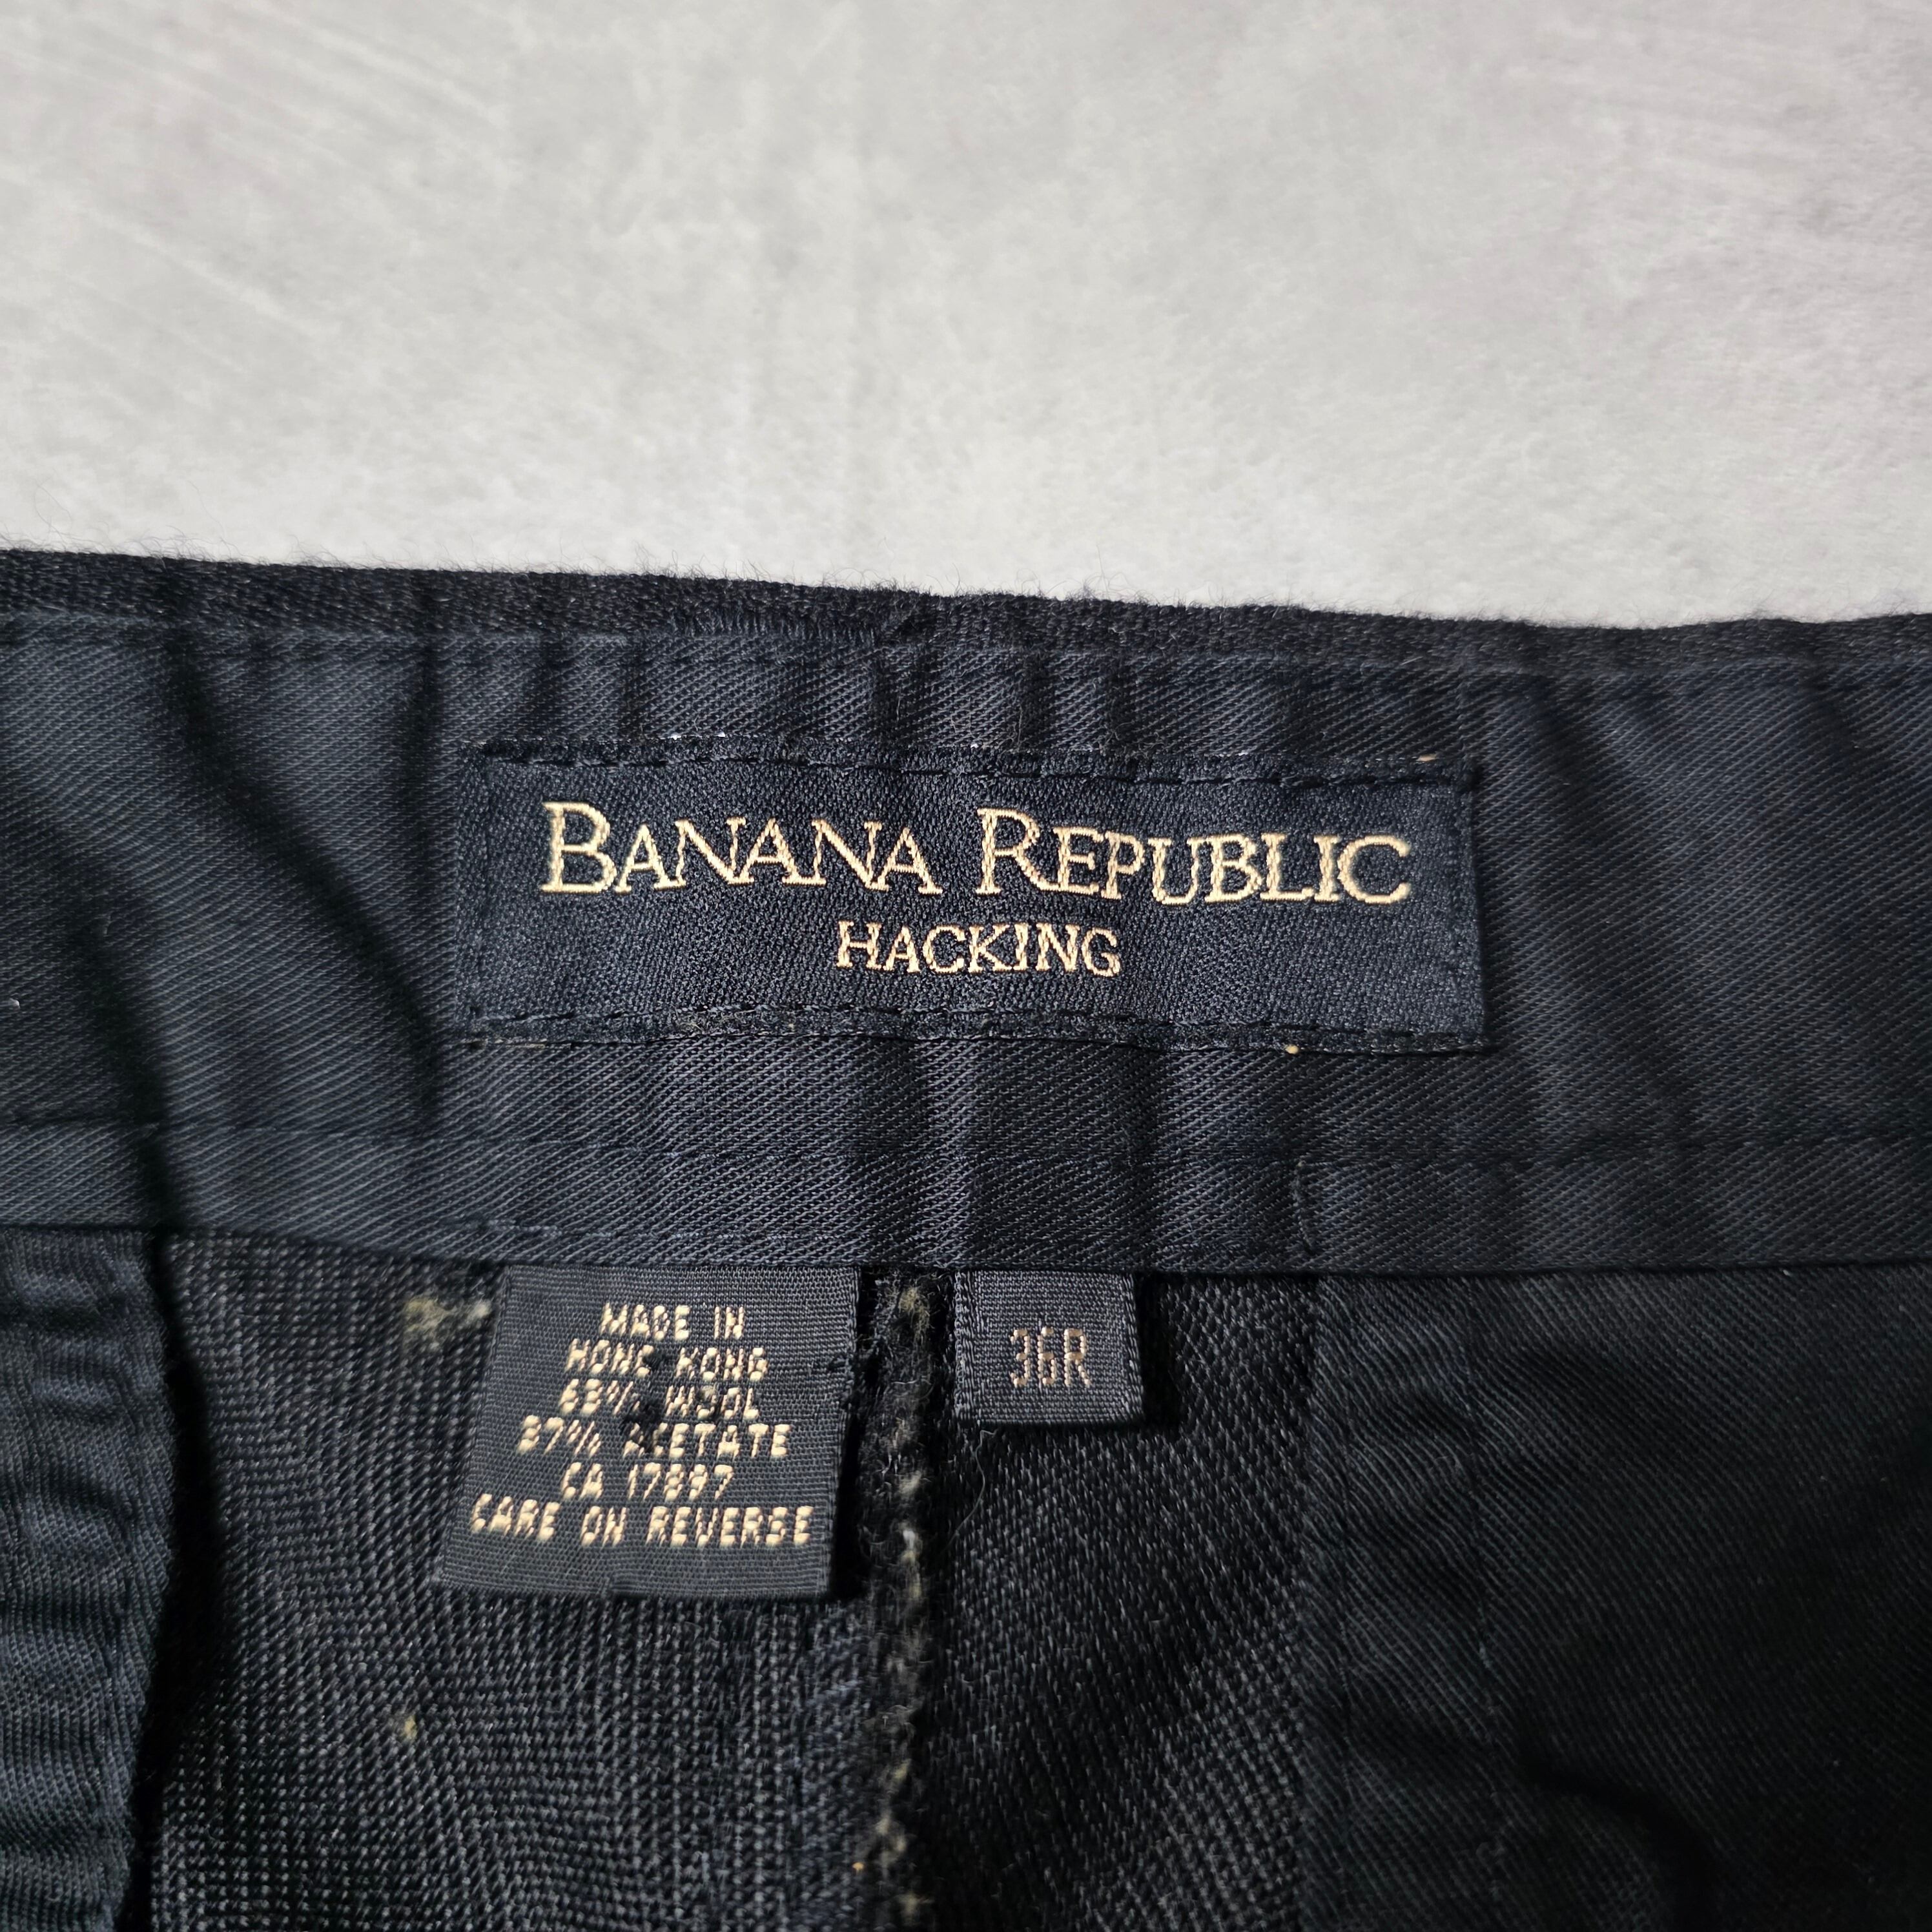 BANANA REPUBLIC
HACKING
MADE IN
HONG KONG
63% WOOL
37% ACETATE
CA 17897
CARE ON REVERSE
36R